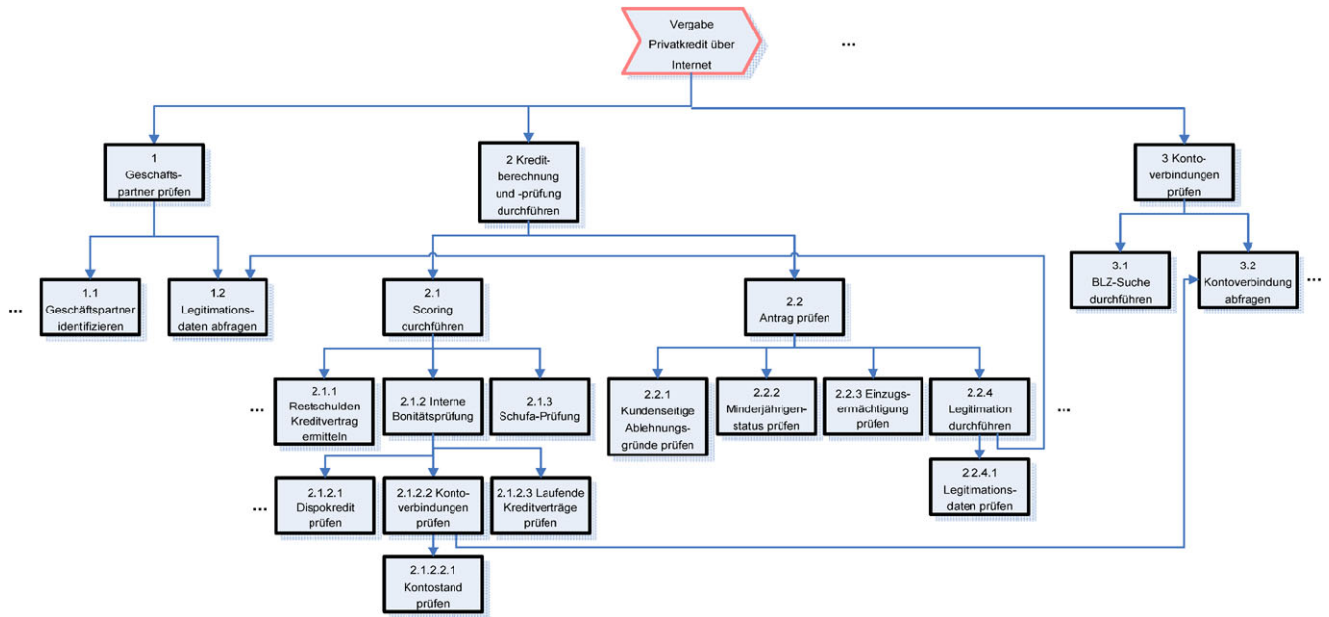 Vergabe
Privatkredit über
Internet
...
1
Geschäfts-
partner prüfen
2 Kredit-
berechnung
und -prüfung
durchführen
3 Konto-
verbindungen
prüfen
...
1.1
Geschäftspartner
identifizieren
1.2
Legitimations-
daten abfragen
2.1
Scoring
curchführen
2.2
Antrag prüfen
3.1
BLZ-Suche
durchführen
3.2
Kontoverbindung
abfragen
...
...
2.1.1
Restschulden
Kreditvertrag
ermitteln
2.1.2 Interne
Bonitätsprüfung
2.1.3
Schufa-Prüfung
2.2.1
Kundenseitige
Ablehnungs-
gründe prüfen
2.2.2
Minderjährigen-
status prüfen
2.2.3 Einzugs-
ermächtigung
prüfen
2.2.4
Legitimation
durchführen
...
...
2.1.2.1
Dispokredit
prüfen
2.1.2.2 Konto-
verbindungen
prüfen
2.1.2.3 Laufende
Kreditverträge
prüfen
2.2.4.1
Legitimations-
daten prüfen
2.1.2.2.1
Kontostand
prüfen